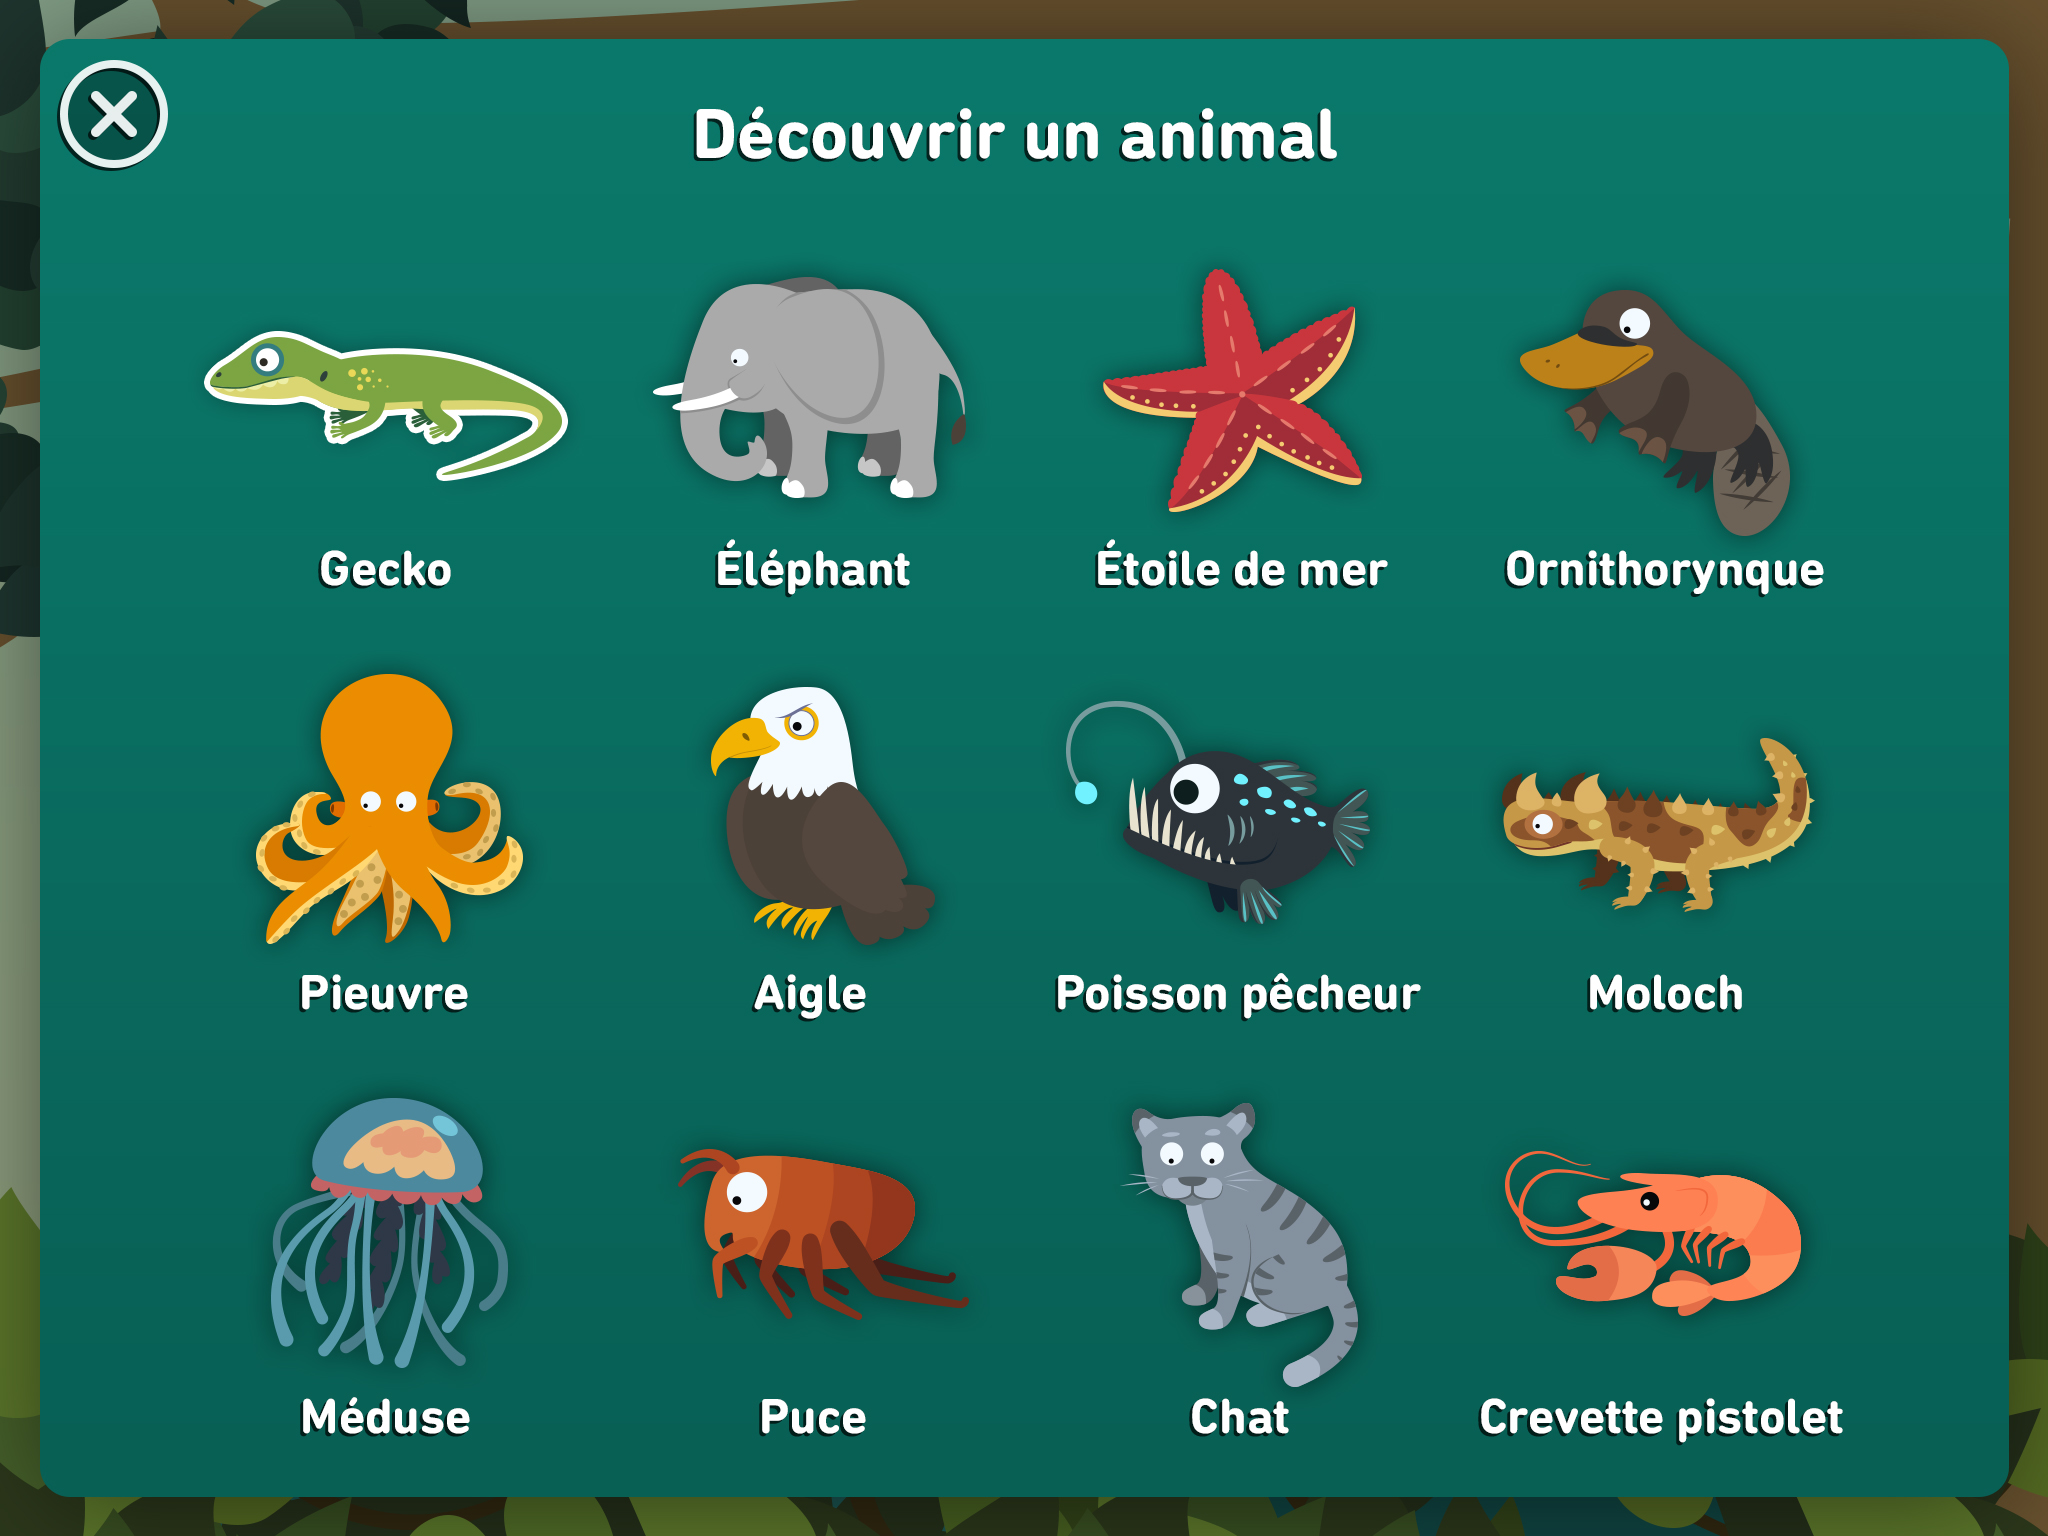 Découvrir un animal
Gecko
Éléphant
Étoile de mer
Ornithorynque
Pieuvre
Aigle
Poisson pêcheur
Moloch
Méduse
Puce
Chat
Crevette pistolet